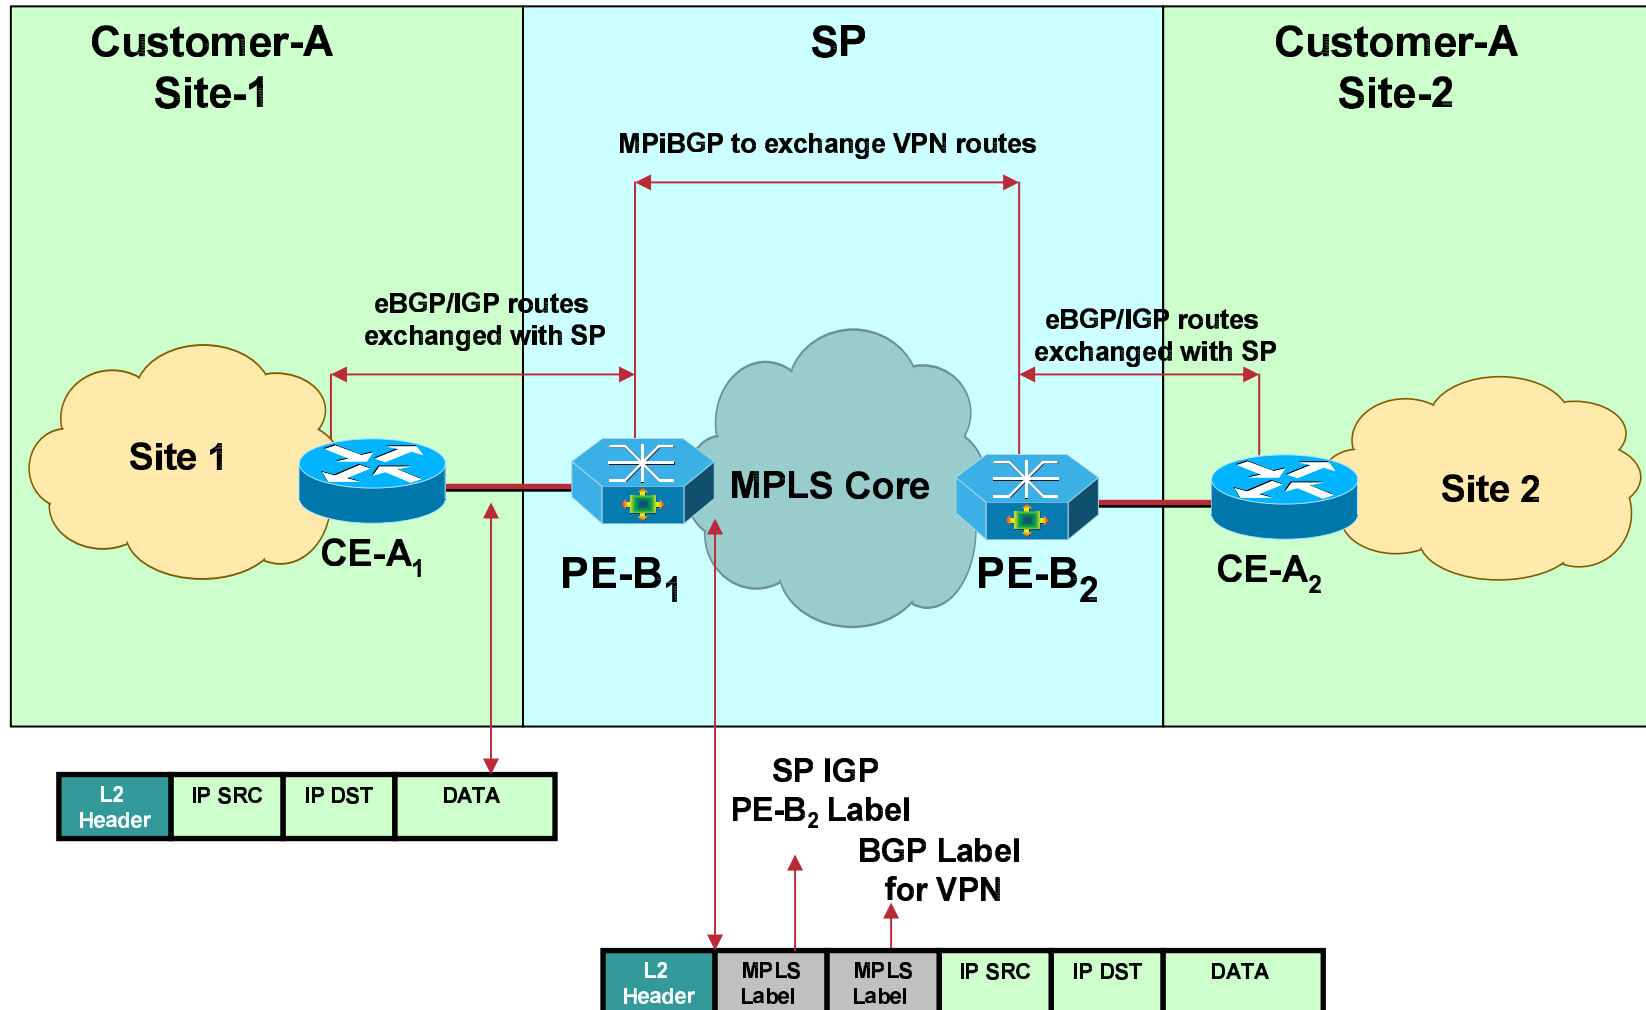 Customer-A
Site-1
SP
Customer-A
Site-2
MPiBGP to exchange VPN routes
eBGP/IGP routes
exchanged with SP
eBGP/IGP routes
exchanged with SP
Site 1
MPLS Core
Site 2
CE-A1
PE-B1
PE-B2
CE-A2
L2
Header
IP SRC
IP DST
DATA
SP IGP
PE-B2 Label
BGP Label
for VPN
L2
Header
MPLS
Label
MPLS
Label
IP SRC
IP DST
DATA